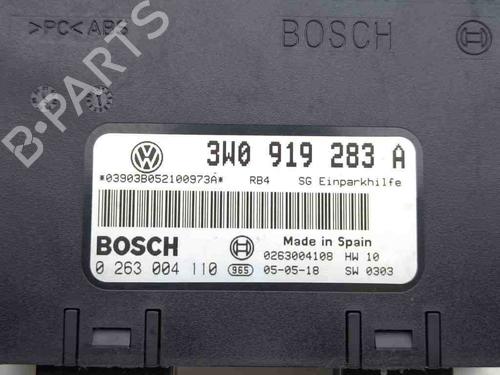 >PC<ABS
BOSCH
B-PARTS
3W0 919 283 A
*03903B052100973A* RB4 SG Einparkhilfe
BOSCH
Made in Spain
0263004108 HW 10
0 263 004 110 965 05-05-18 SW 0303